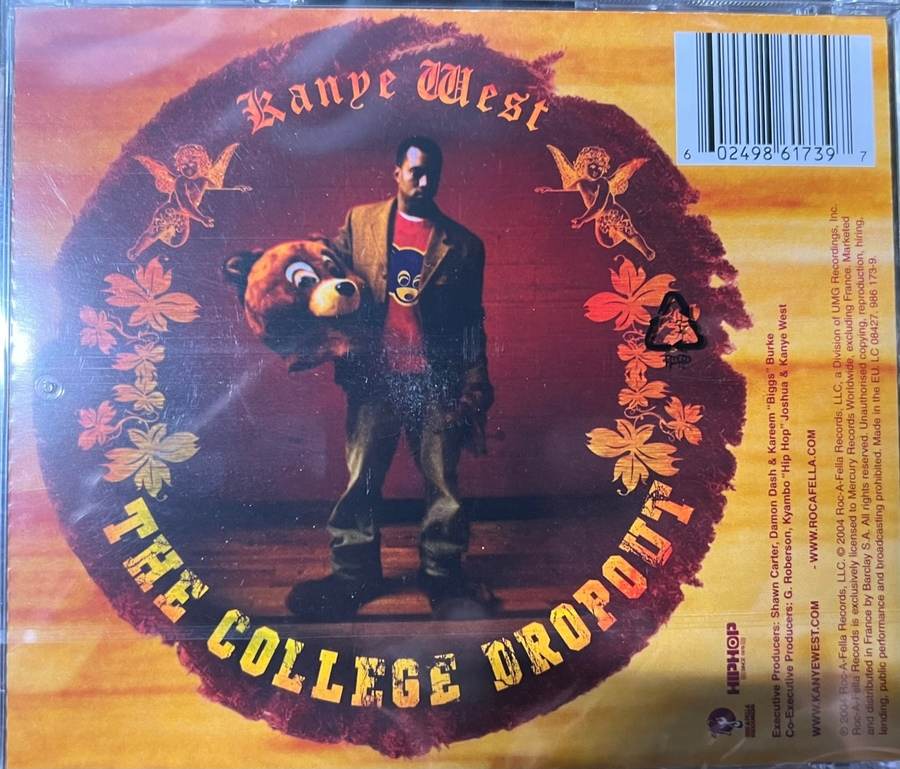 Kanye West
THE COLLEGE DROPOUT
6 02498 61739 7
HIPHOP
Executive Producers: Shawn Carter, Damon Dash & Kareem "Biggs" Burke
Co-Executive Producers: G. Roberson, Kyambo "Hip Hop" Joshua & Kanye West
WWW.KANYEWEST.COM - WWW.ROCAFELLA.COM
℗ 2004 Roc-A-Fella Records, LLC. © 2004 Roc-A-Fella Records, LLC, a Division of UMG Recordings, Inc.
Roc-A-Fella Records is exclusively licensed to Mercury Records Worldwide, excluding France. Marketed
and distributed in France by Barclay S.A. All rights reserved. Unauthorised copying, reproduction, hiring,
lending, public performance and broadcasting prohibited. Made in the EU. LC 08427. 986 173-9.